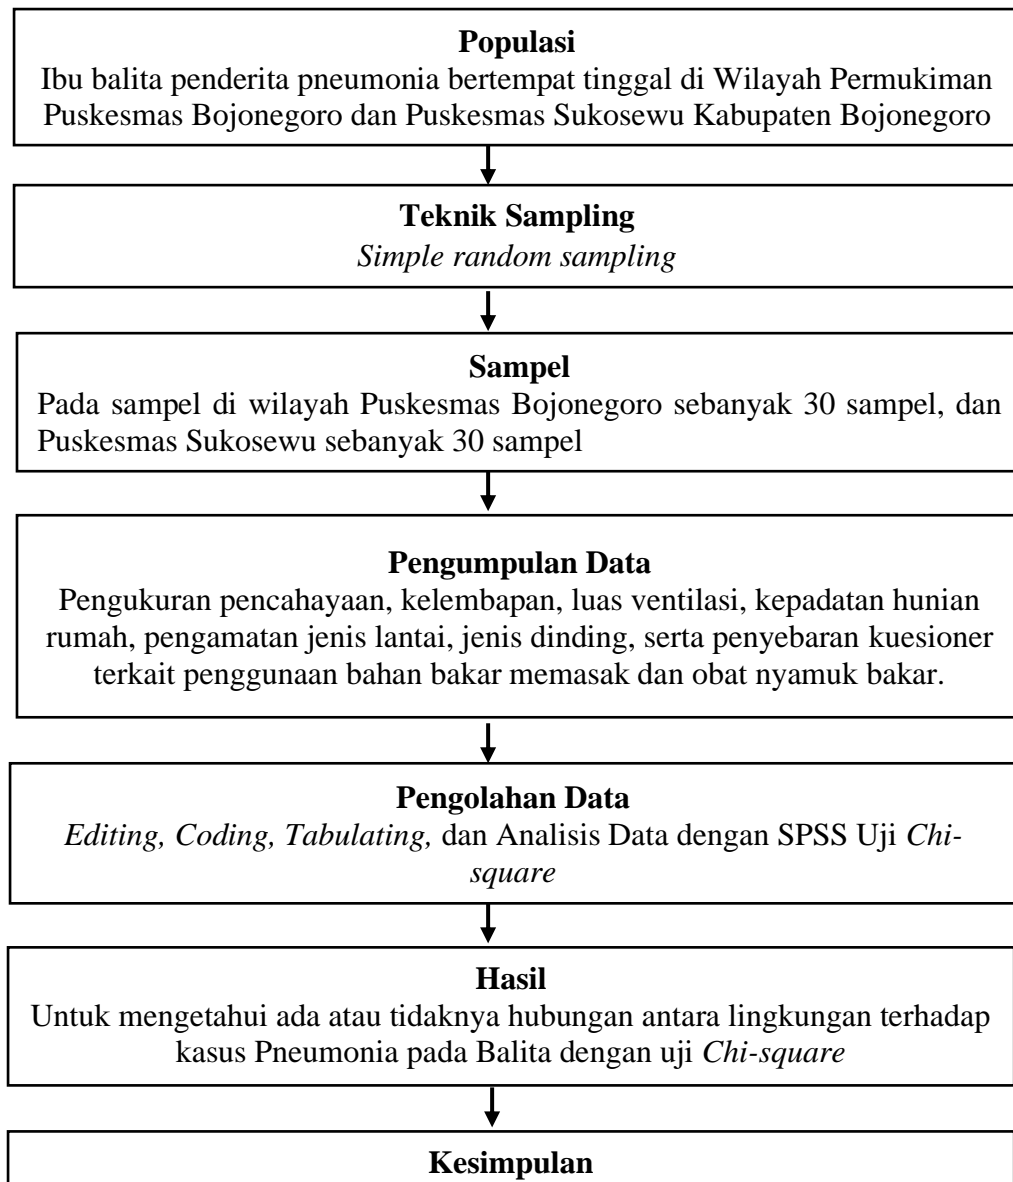 Populasi
Ibu balita penderita pneumonia bertempat tinggal di Wilayah Permukiman
Puskesmas Bojonegoro dan Puskesmas Sukosewu Kabupaten Bojonegoro
Teknik Sampling
Simple random sampling
Sampel
Pada sampel di wilayah Puskesmas Bojonegoro sebanyak 30 sampel, dan
Puskesmas Sukosewu sebanyak 30 sampel
Pengumpulan Data
Pengukuran pencahayaan, kelembapan, luas ventilasi, kepadatan hunian
rumah, pengamatan jenis lantai, jenis dinding, serta penyebaran kuesioner
terkait penggunaan bahan bakar memasak dan obat nyamuk bakar.
Pengolahan Data
Editing, Coding, Tabulating, dan Analisis Data dengan SPSS Uji Chi-
square
Hasil
Untuk mengetahui ada atau tidaknya hubungan antara lingkungan terhadap
kasus Pneumonia pada Balita dengan uji Chi-square
Kesimpulan